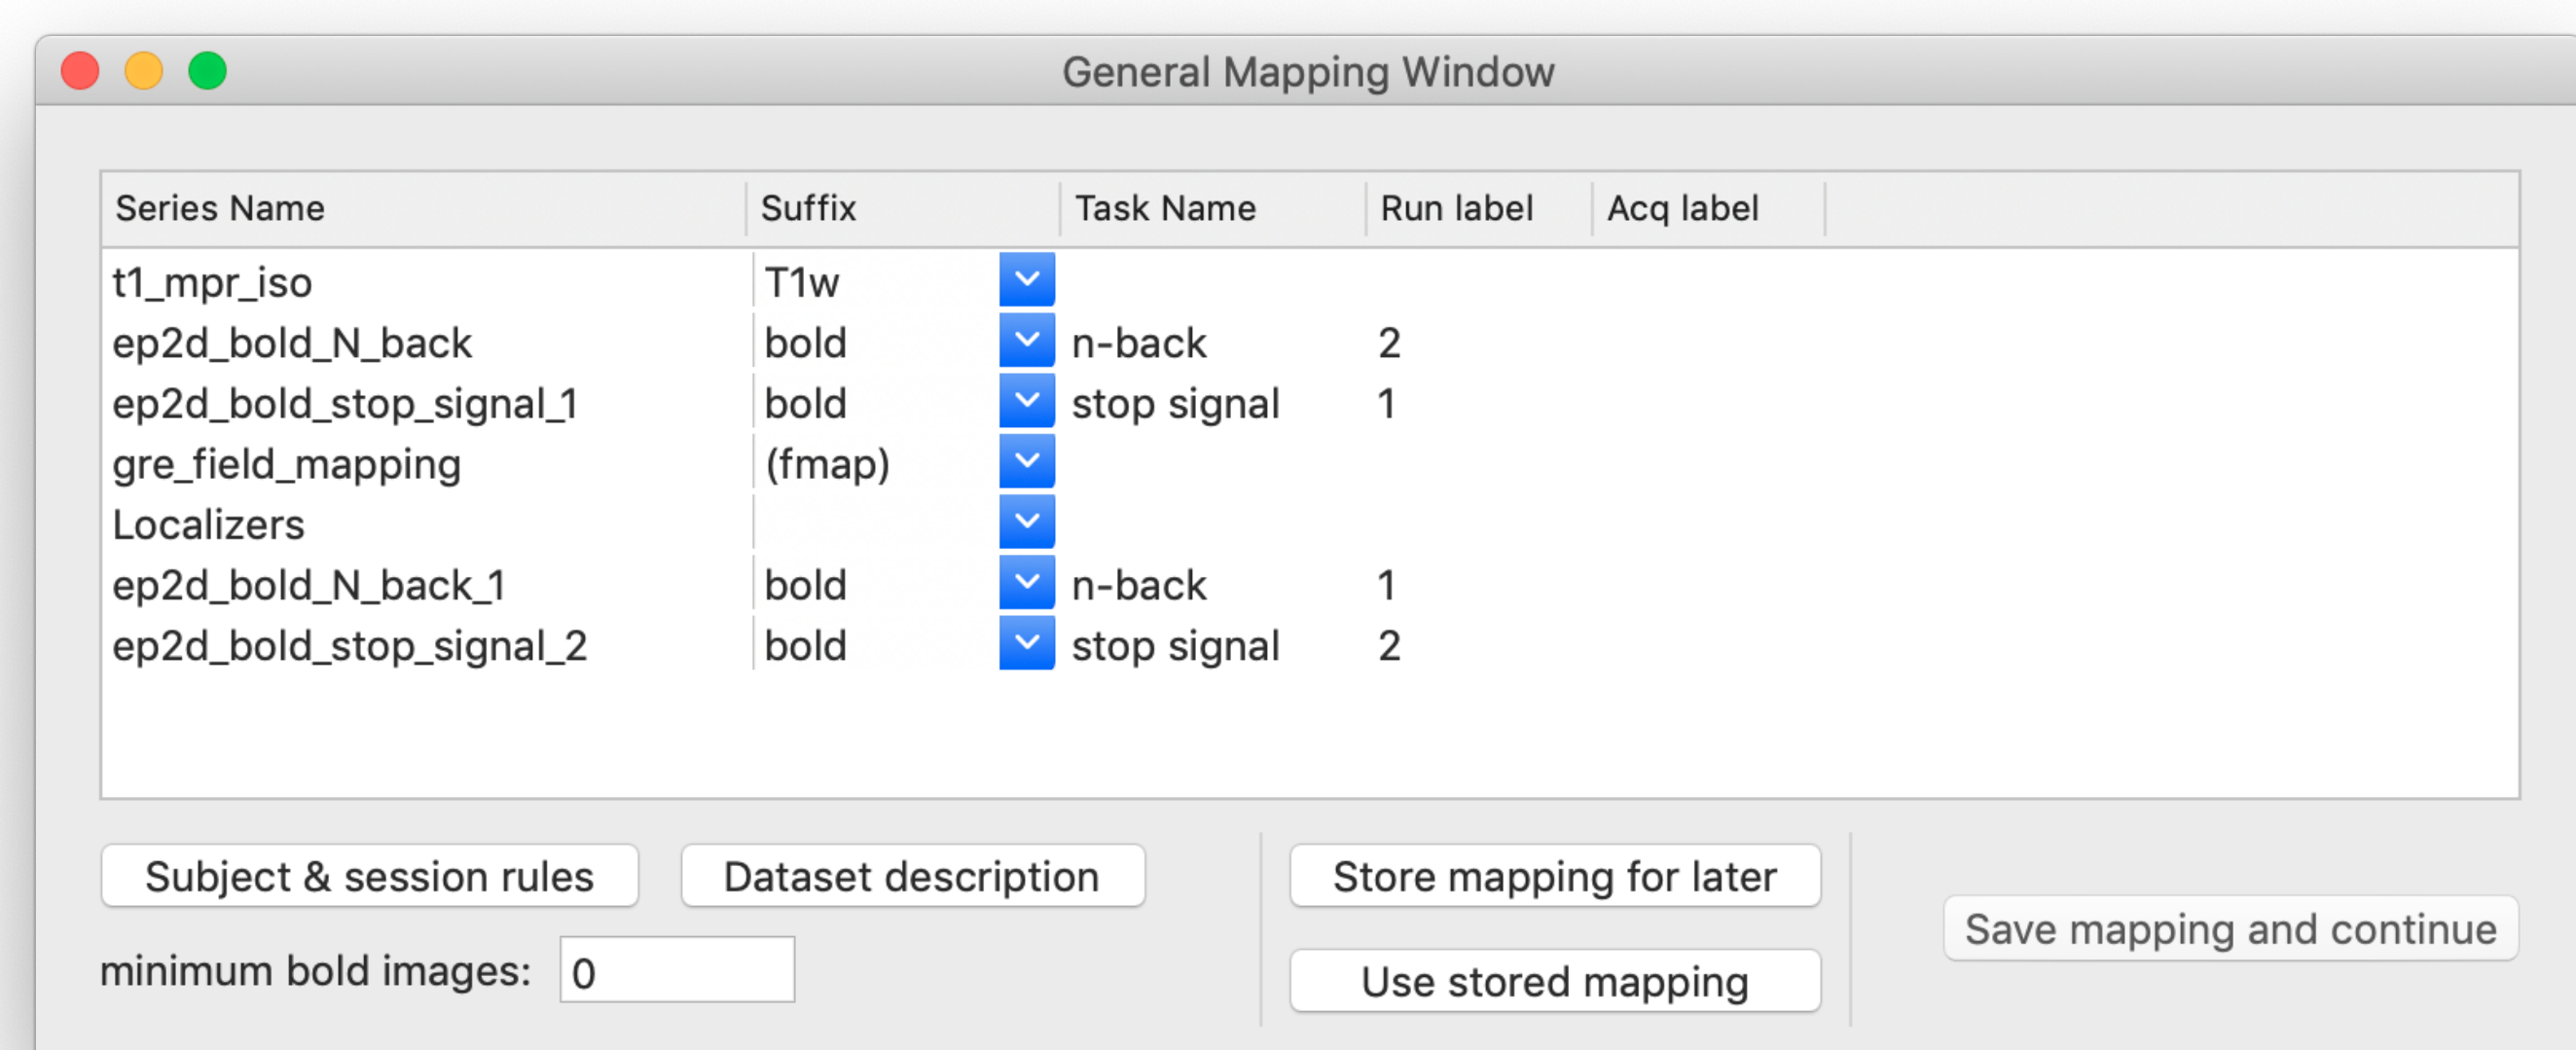 General Mapping Window
Series Name Suffix Task Name Run label Acq label
t1_mpr_iso T1w
ep2d_bold_N_back bold n-back 2
ep2d_bold_stop_signal_1 bold stop signal 1
gre_field_mapping (fmap)
Localizers
ep2d_bold_N_back_1 bold n-back 1
ep2d_bold_stop_signal_2 bold stop signal 2
Subject & session rules Dataset description Store mapping for later
Save mapping and continue
minimum bold images: 0 Use stored mapping